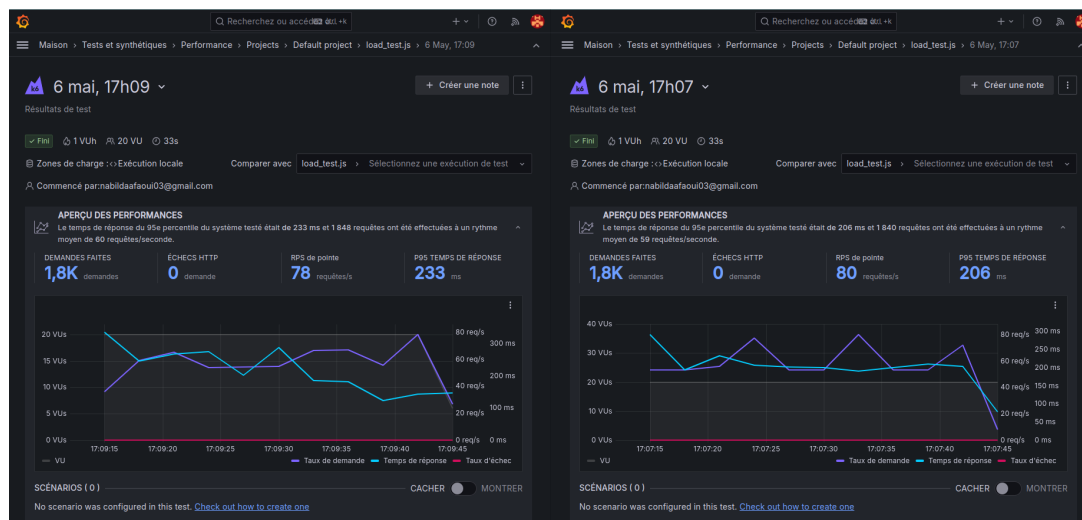 Recherchez ou accéder à ctrl+k
Maison › Tests et synthétiques › Performance › Projects › Default project › load_test.js › 6 May, 17:09
k6
6 mai, 17h09
+ Créer une note
Résultats de test
✓ Fini 1 VUh 20 VU 33s
Zones de charge :‹›Exécution locale
Comparer avec load_test.js › Sélectionnez une exécution de test
Commencé par:nabildaafaoui03@gmail.com
APERÇU DES PERFORMANCES
Le temps de réponse du 95e percentile du système testé était de 233 ms et 1 848 requêtes ont été effectuées à un rythme
moyen de 60 requêtes/seconde.
DEMANDES FAITES ÉCHECS HTTP RPS de pointe P95 TEMPS DE RÉPONSE
1,8K demandes 0 demande 78 requêtes/s 233 ms
20 VUs
15 VUs
10 VUs
5 VUs
0 VUs
80 req/s
60 req/s
40 req/s
20 req/s
0 req/s
300 ms
200 ms
100 ms
0 ms
17:09:15 17:09:20 17:09:25 17:09:30 17:09:35 17:09:40 17:09:45
VU Taux de demande Temps de réponse Taux d'échec
SCÉNARIOS ( 0 ) CACHER MONTRER
No scenario was configured in this test. Check out how to create one
Recherchez ou accéder à ctrl+k
Maison › Tests et synthétiques › Performance › Projects › Default project › load_test.js › 6 May, 17:07
k6
6 mai, 17h07
+ Créer une note
Résultats de test
✓ Fini 1 VUh 20 VU 33s
Zones de charge :‹›Exécution locale
Comparer avec load_test.js › Sélectionnez une exécution de test
Commencé par:nabildaafaoui03@gmail.com
APERÇU DES PERFORMANCES
Le temps de réponse du 95e percentile du système testé était de 206 ms et 1 840 requêtes ont été effectuées à un rythme
moyen de 59 requêtes/seconde.
DEMANDES FAITES ÉCHECS HTTP RPS de pointe P95 TEMPS DE RÉPONSE
1,8K demandes 0 demande 80 requêtes/s 206 ms
40 VUs
30 VUs
20 VUs
10 VUs
0 VUs
80 req/s
60 req/s
40 req/s
20 req/s
0 req/s
300 ms
250 ms
200 ms
150 ms
100 ms
50 ms
0 ms
17:07:15 17:07:20 17:07:25 17:07:30 17:07:35 17:07:40 17:07:45
VU Taux de demande Temps de réponse Taux d'échec
SCÉNARIOS ( 0 ) CACHER MONTRER
No scenario was configured in this test. Check out how to create one